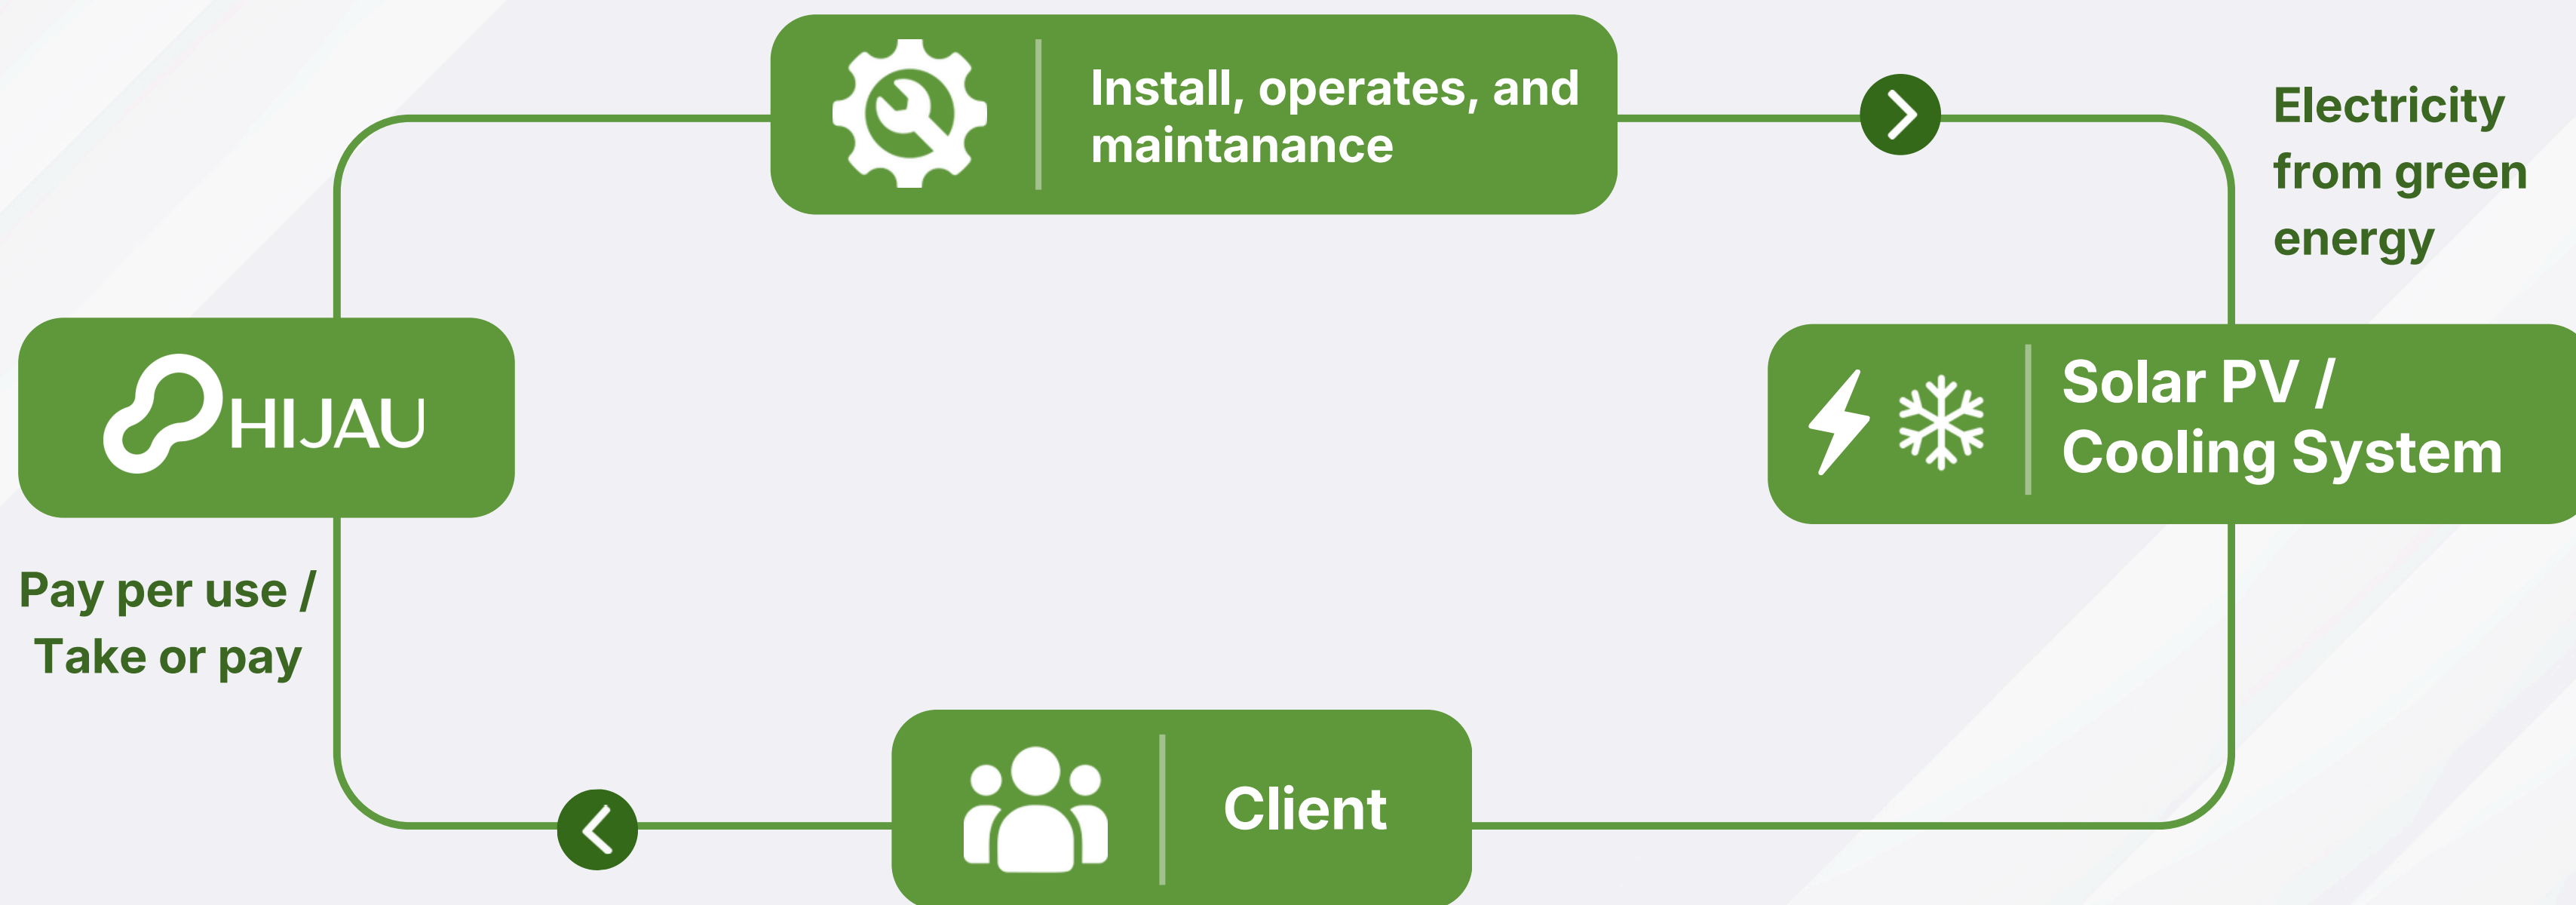 Install, operates, and
maintanance
Electricity
from green
energy
HIJAU
Solar PV /
Cooling System
Pay per use /
Take or pay
Client